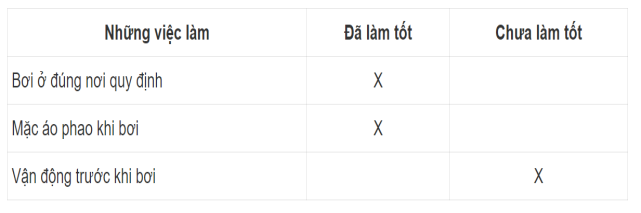 Những việc làm Đã làm tốt Chưa làm tốt
Bơi ở đúng nơi quy định X
Mặc áo phao khi bơi X
Vận động trước khi bơi X